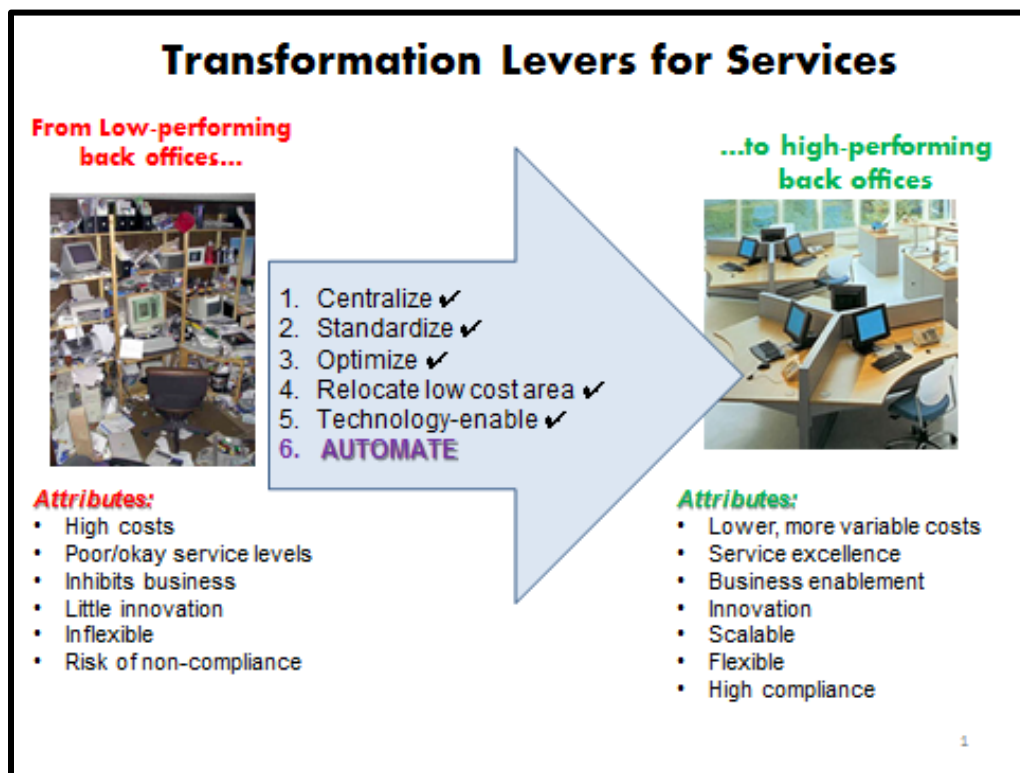 Transformation Levers for Services
From Low-performing
back offices...
...to high-performing
back offices
1. Centralize ✔
2. Standardize ✔
3. Optimize ✔
4. Relocate low cost area ✔
5. Technology-enable ✔
6. AUTOMATE
Attributes:
• High costs
• Poor/okay service levels
• Inhibits business
• Little innovation
• Inflexible
• Risk of non-compliance
Attributes:
• Lower, more variable costs
• Service excellence
• Business enablement
• Innovation
• Scalable
• Flexible
• High compliance
1